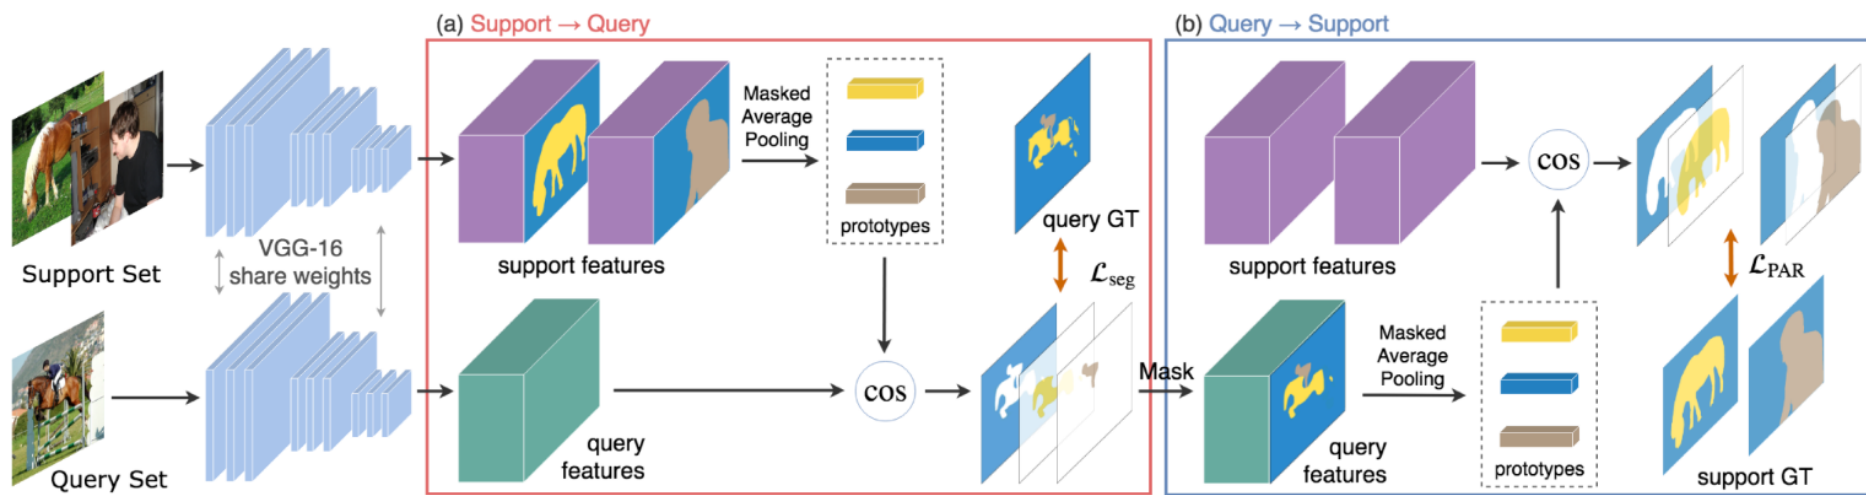 (a) Support → Query
(b) Query → Support
Support Set
Query Set
VGG-16
share weights
support features
Masked
Average
Pooling
prototypes
query GT
ℒseg
cos
query
features
Mask
support features
cos
ℒPAR
query
features
Masked
Average
Pooling
prototypes
support GT